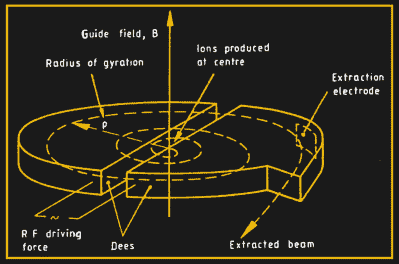 Guide field, B
Ions produced
at centre
Radius of gyration
Extraction
electrode
ρ
~
R F driving
force
Dees
Extracted beam